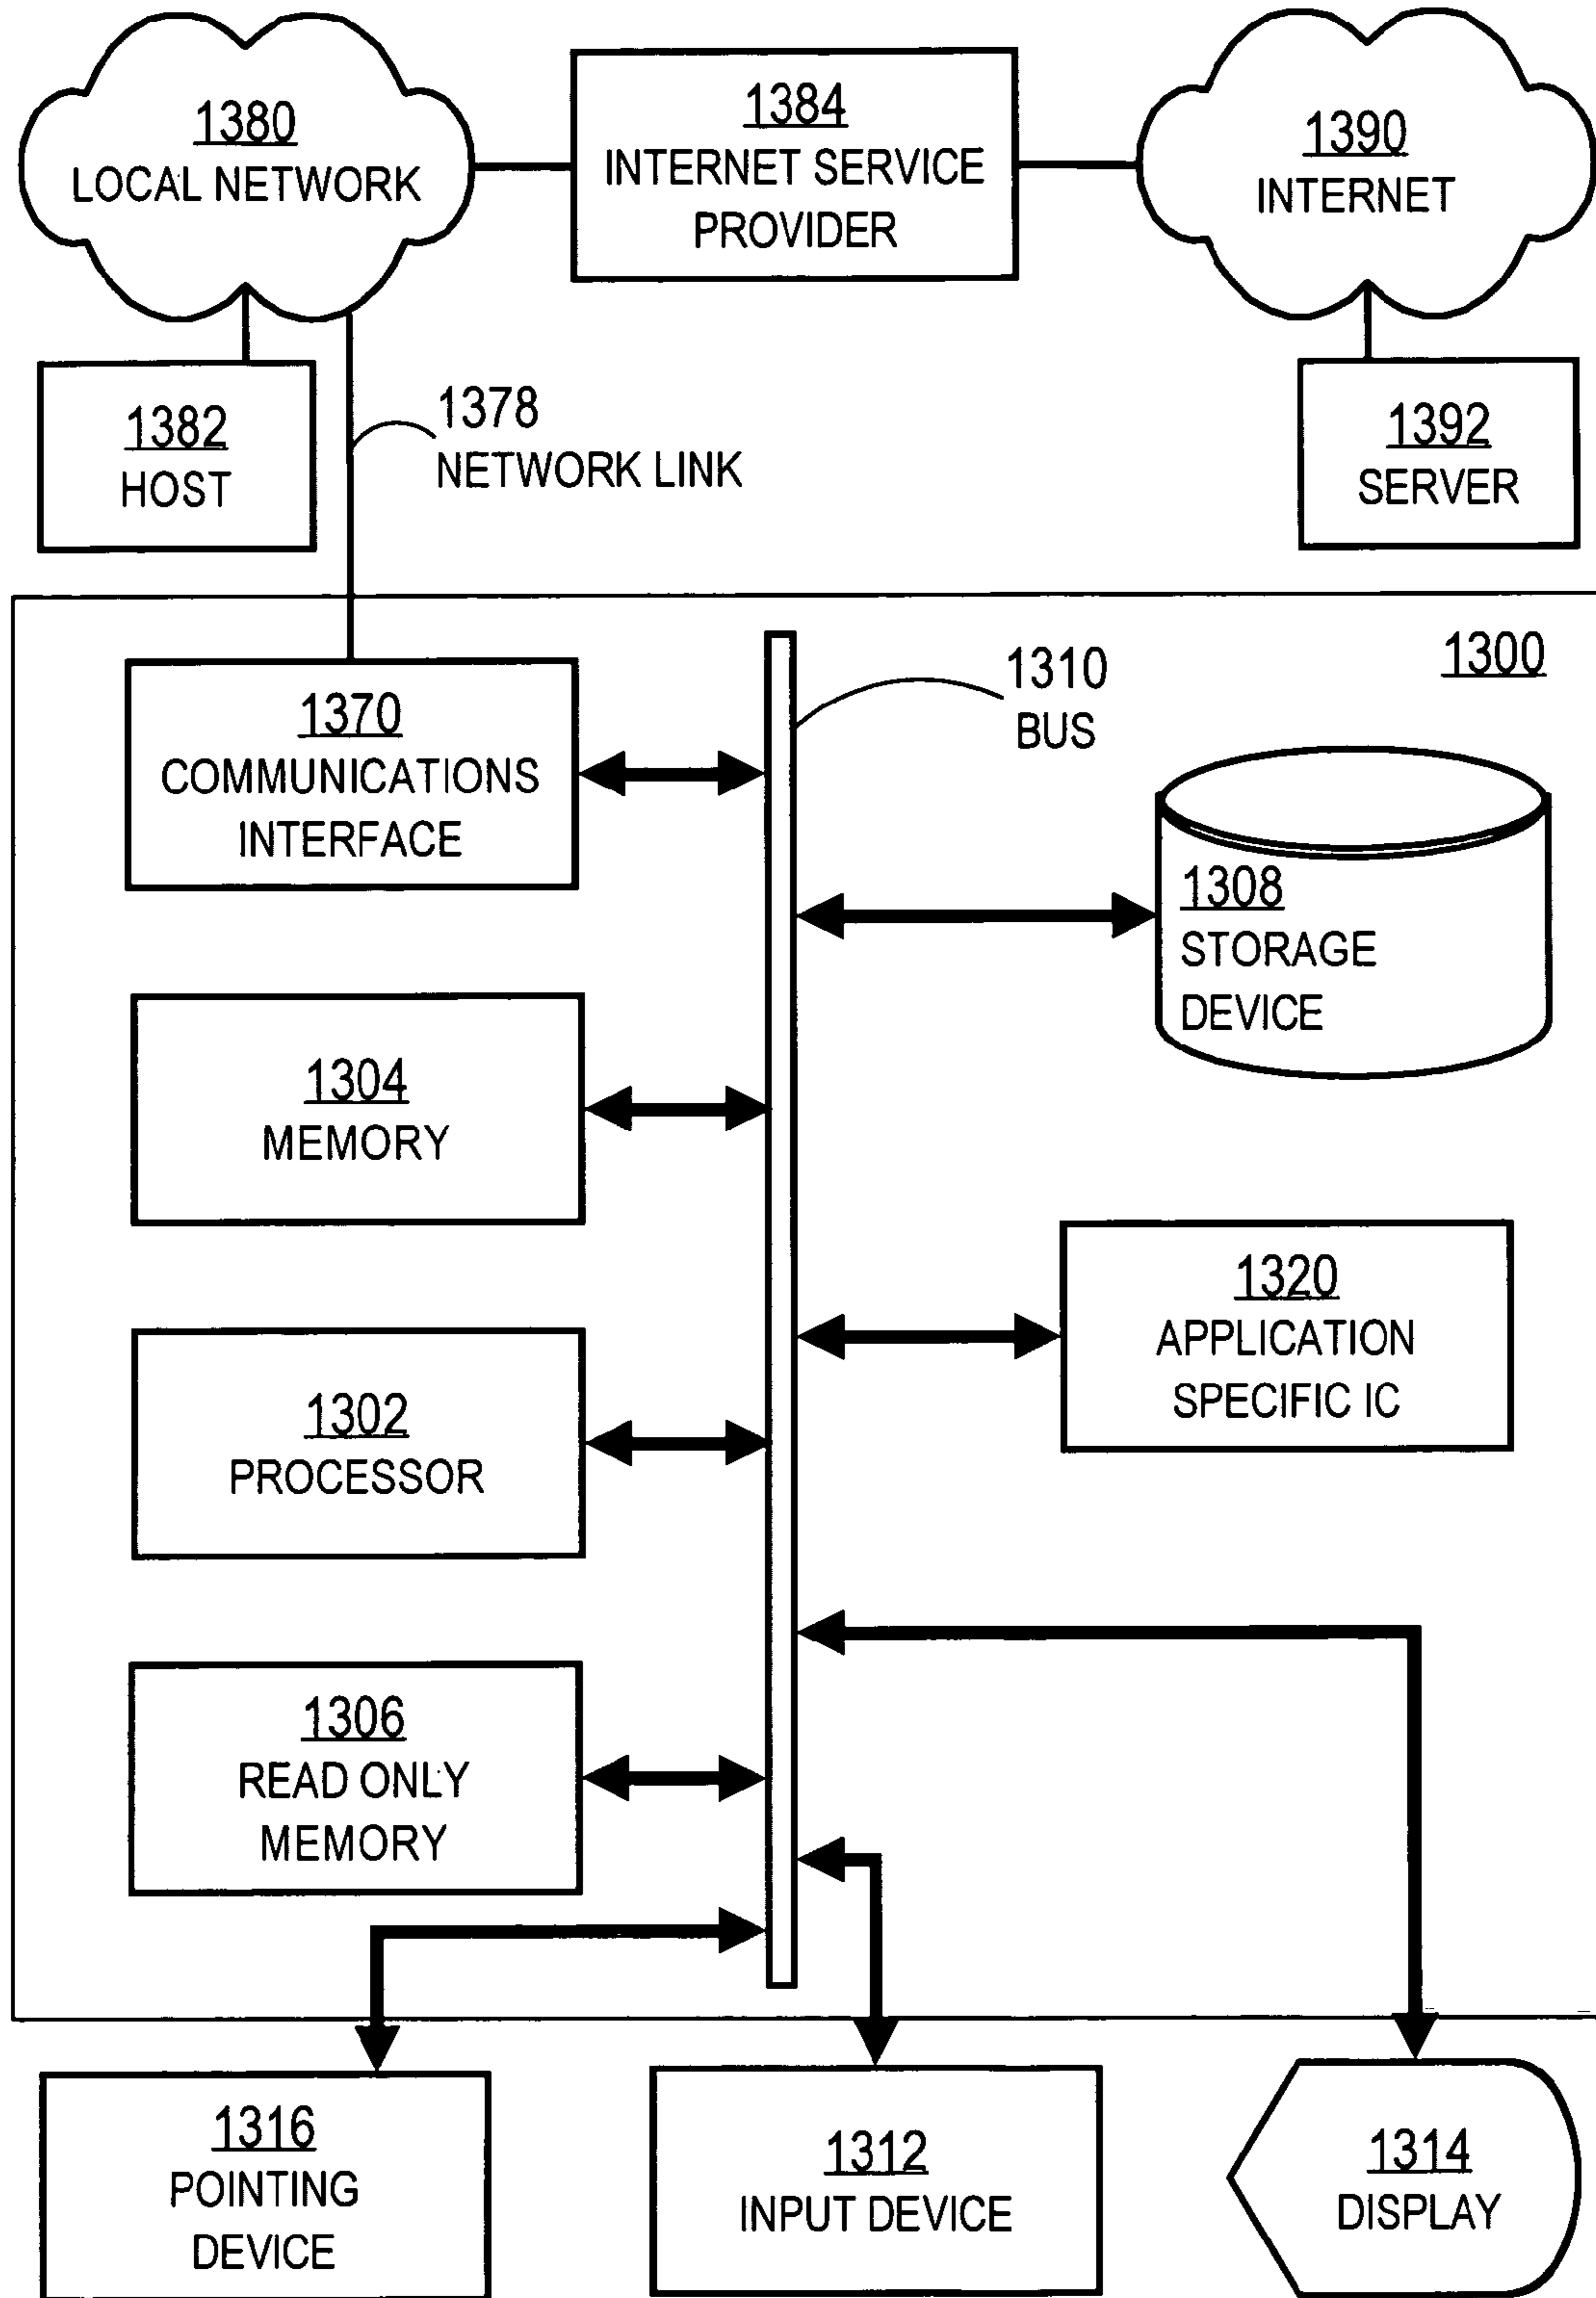 1380
LOCAL NETWORK
1384
INTERNET SERVICE
PROVIDER
1390
INTERNET
1382
HOST
1378
NETWORK LINK
1392
SERVER
1300
1370
COMMUNICATIONS
INTERFACE
1310
BUS
1308
STORAGE
DEVICE
1304
MEMORY
1320
APPLICATION
SPECIFIC IC
1302
PROCESSOR
1306
READ ONLY
MEMORY
1316
POINTING
DEVICE
1312
INPUT DEVICE
1314
DISPLAY